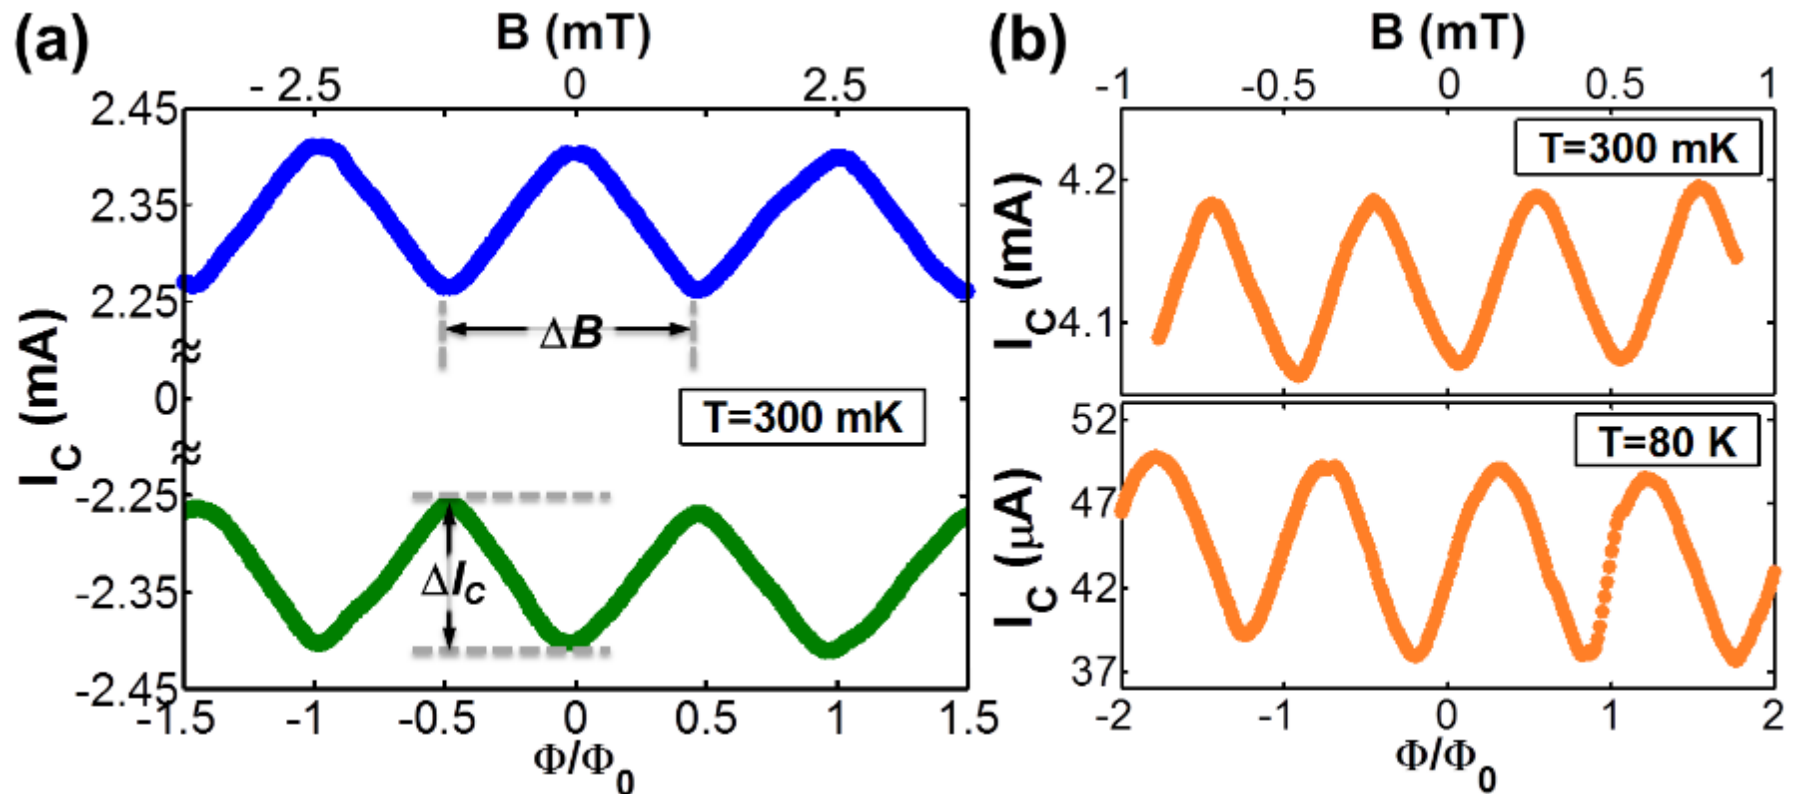 (a)
B (mT)
- 2.5 0 2.5
2.45
2.35
2.25
0
-2.25
-2.35
-2.45
I_C (mA)
≈
≈
ΔB
T=300 mK
ΔI_C
-1.5 -1 -0.5 0 0.5 1 1.5
Φ/Φ_0
(b)
B (mT)
-1 -0.5 0 0.5 1
T=300 mK
4.2
4.1
I_C (mA)
T=80 K
52
47
42
37
I_C (μA)
-2 -1 0 1 2
Φ/Φ_0